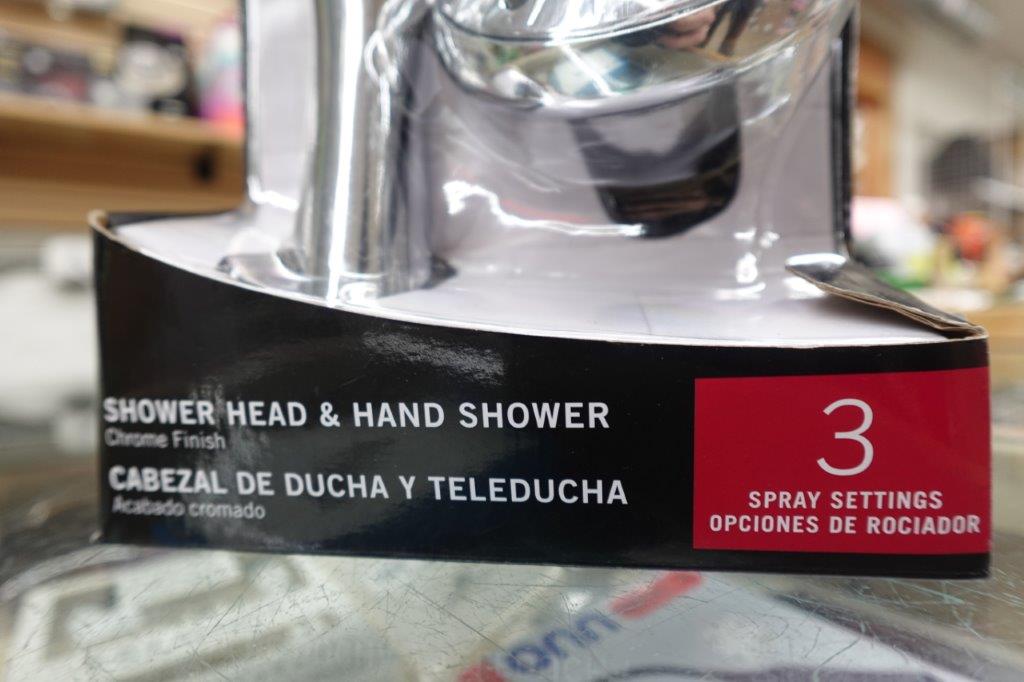 SHOWER HEAD & HAND SHOWER
Chrome Finish
CABEZAL DE DUCHA Y TELEDUCHA
Acabado cromado
3
SPRAY SETTINGS
OPCIONES DE ROCIADOR